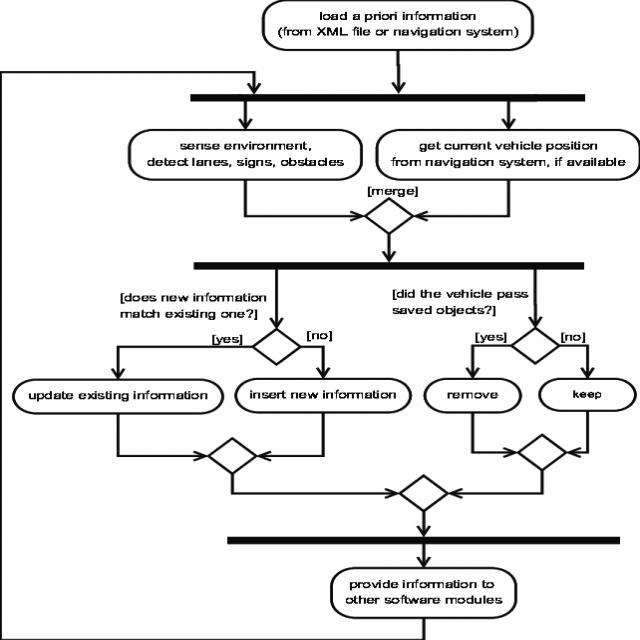 load a priori information
(from XML file or navigation system)
sense environment,
detect lanes, signs, obstacles
get current vehicle position
from navigation system, if available
[merge]
[does new information
match existing one?]
[did the vehicle pass
saved objects?]
[yes]
[no]
[yes]
[no]
update existing information
insert new information
remove
keep
provide information to
other software modules